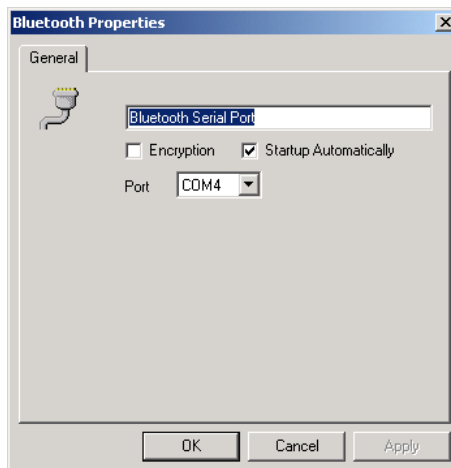 Bluetooth Properties
General
Bluetooth Serial Port
Encryption Startup Automatically
Port COM4
OK Cancel Apply